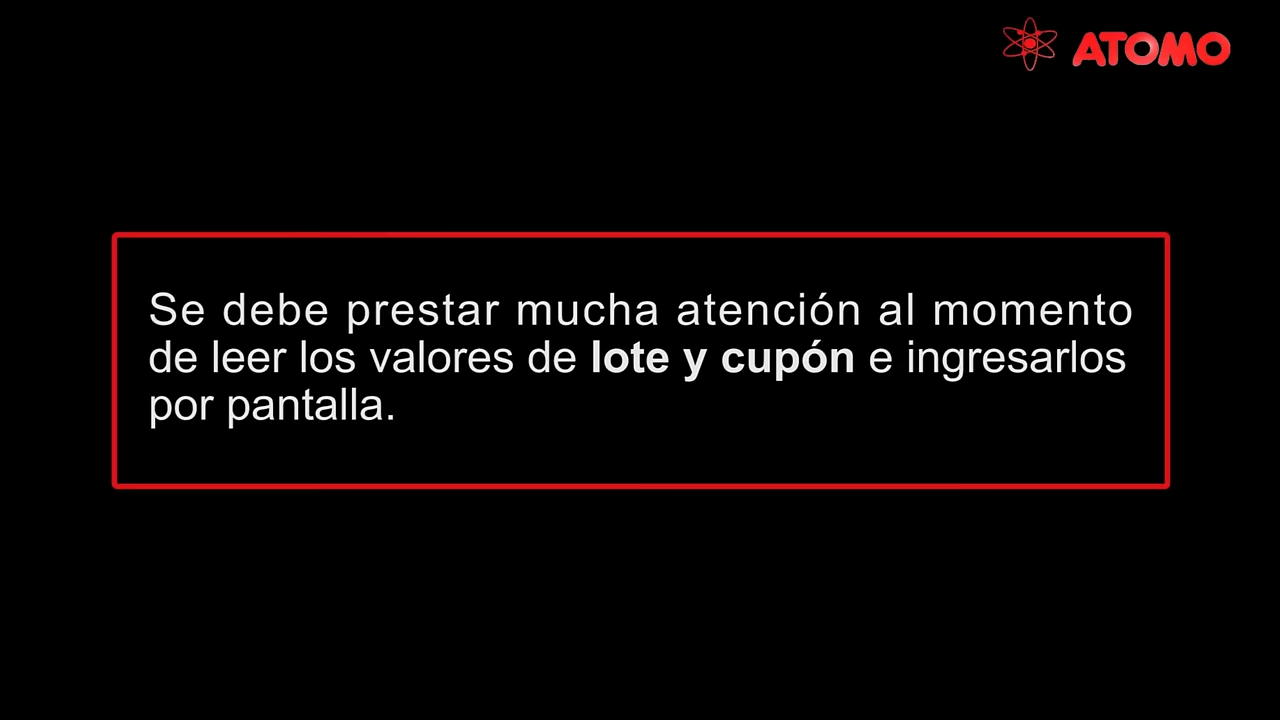 ATOMO
Se debe prestar mucha atención al momento
de leer los valores de lote y cupón e ingresarlos
por pantalla.